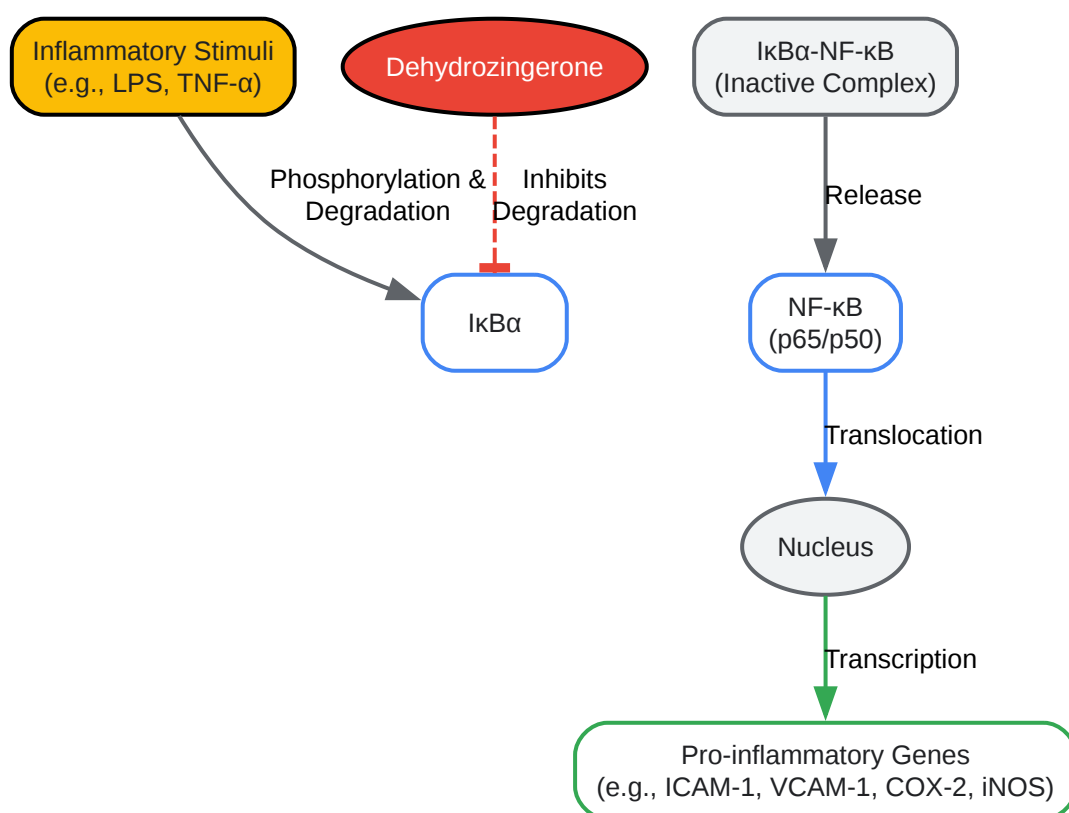 Inflammatory Stimuli
(e.g., LPS, TNF-α)
Dehydrozingerone
IκBα-NF-κB
(Inactive Complex)
Phosphorylation &
Degradation
Inhibits
Degradation
Release
IκBα
NF-κB
(p65/p50)
Translocation
Nucleus
Transcription
Pro-inflammatory Genes
(e.g., ICAM-1, VCAM-1, COX-2, iNOS)